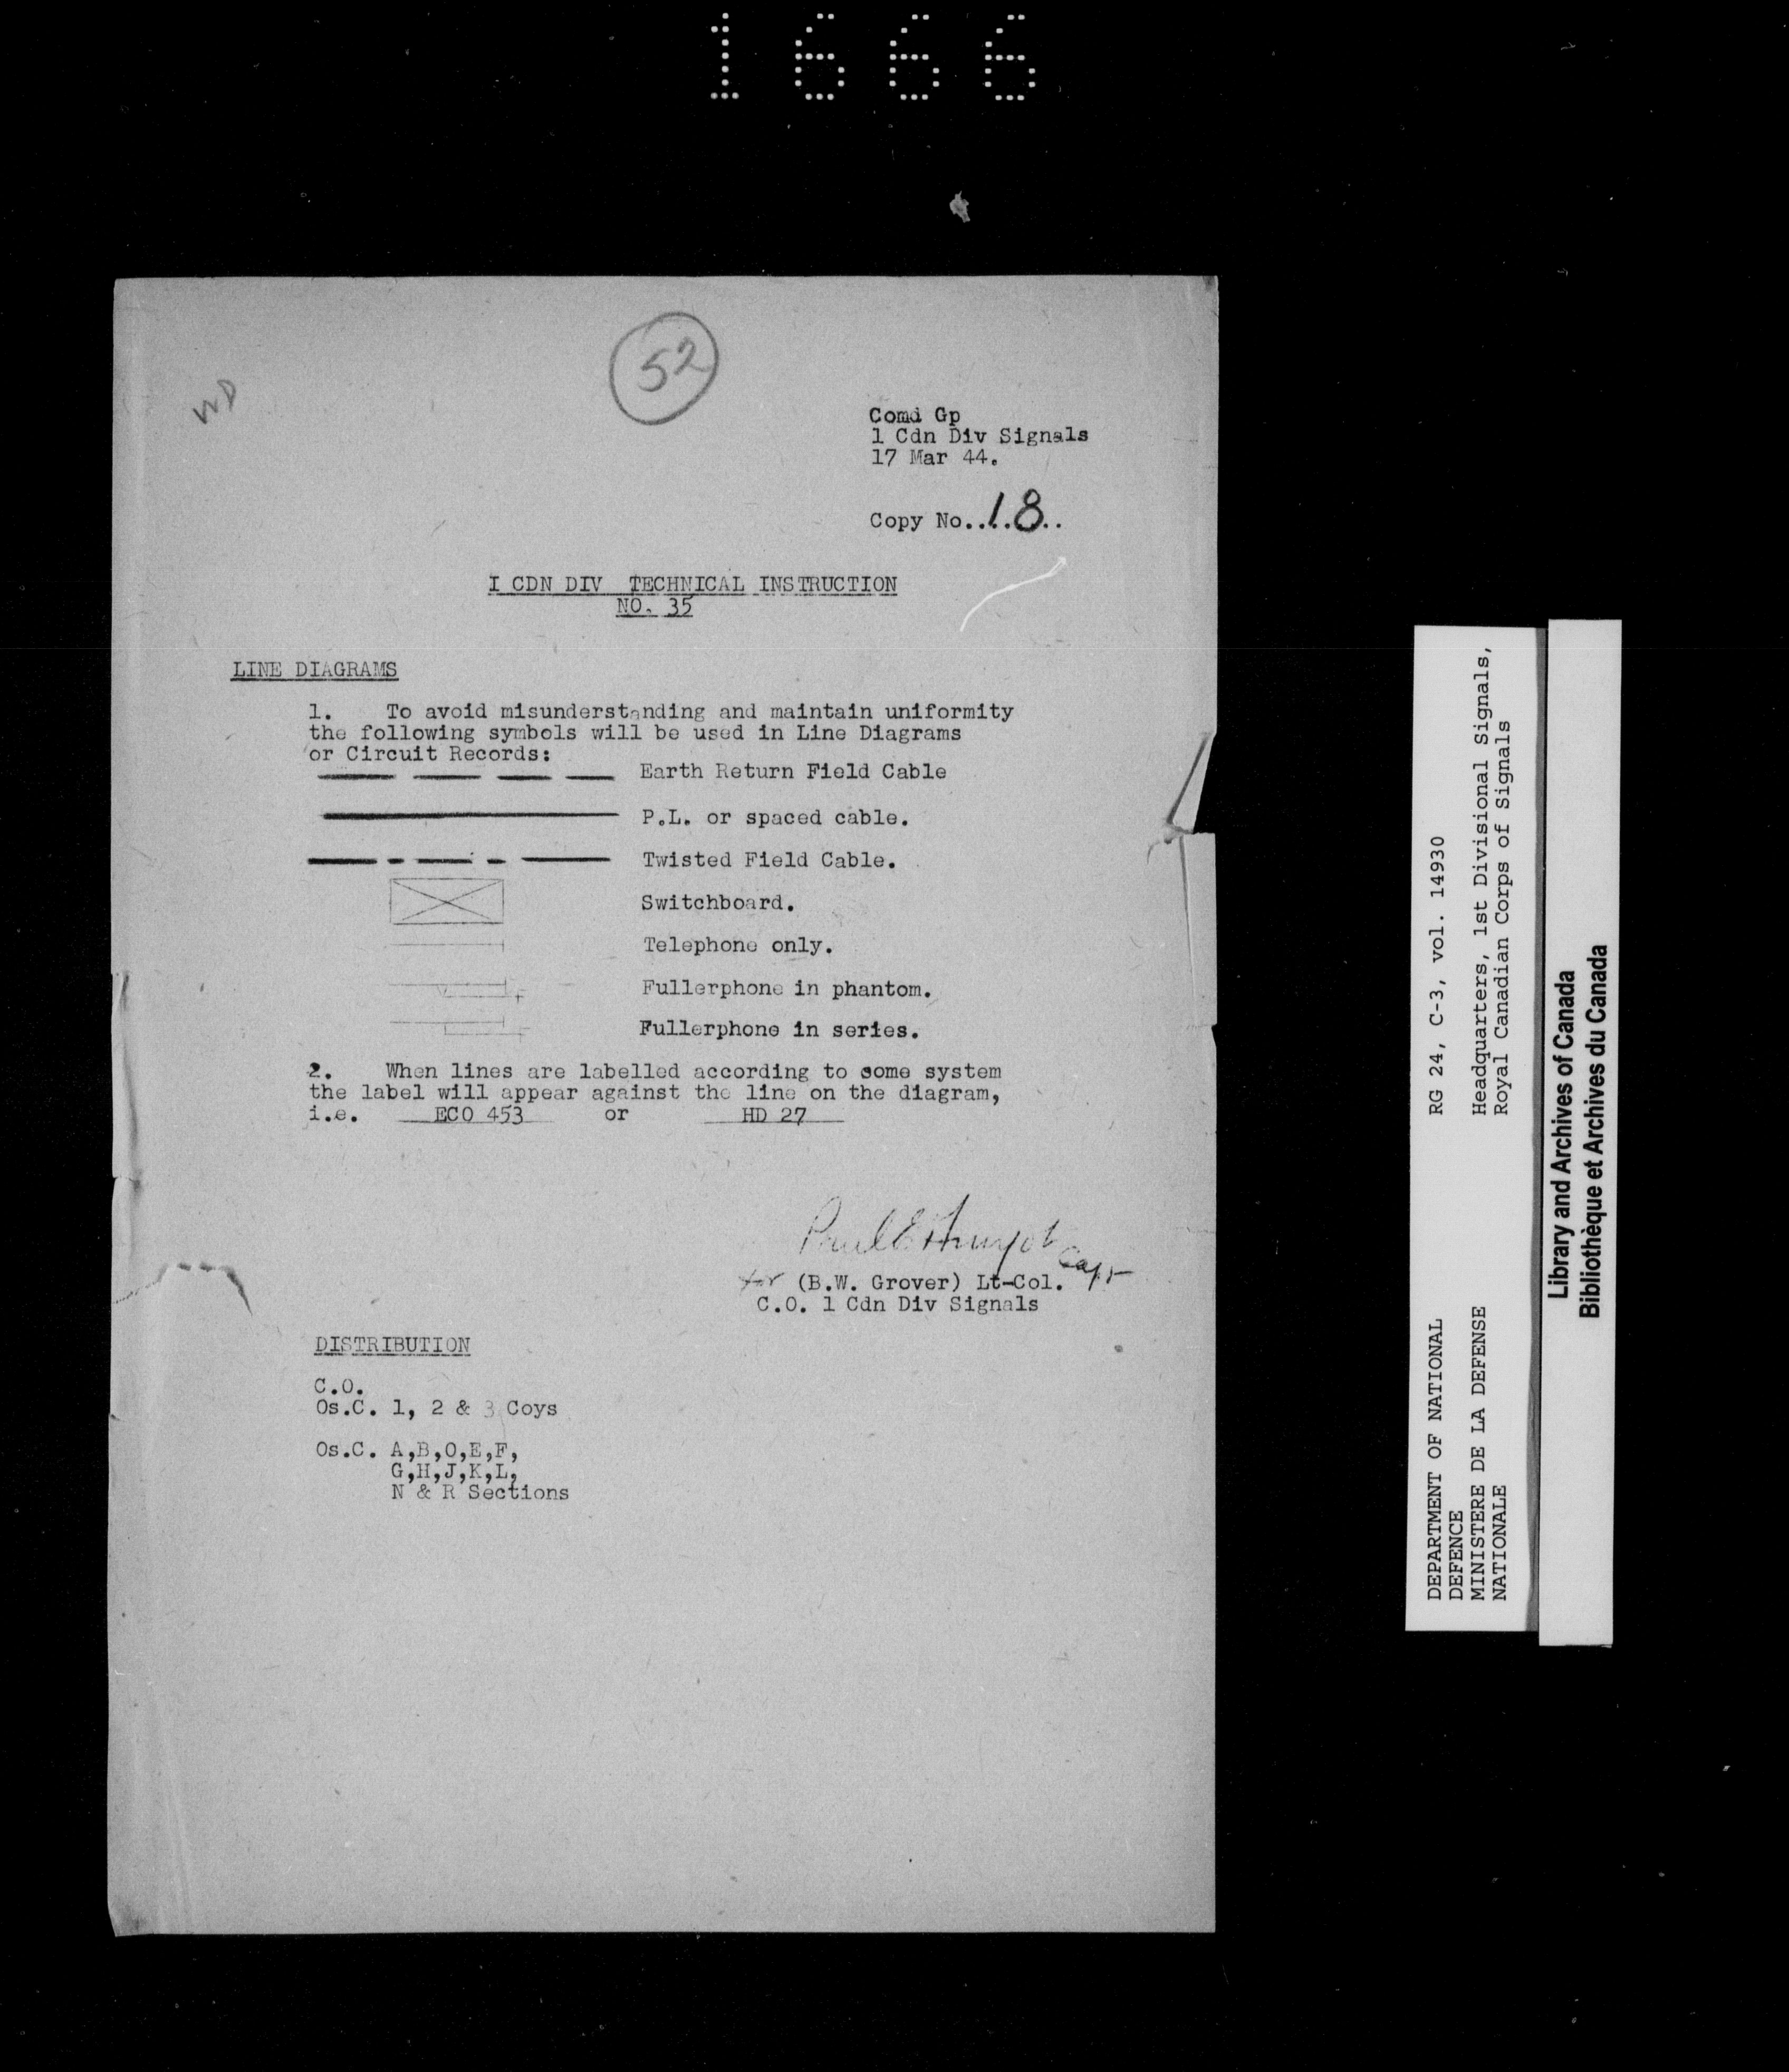 1666
52
WD
Comd Gp
1 Cdn Div Signals
17 Mar 44.
Copy No..1.8..
I CDN DIV TECHNICAL INSTRUCTION
NO. 35
LINE DIAGRAMS
1. To avoid misunderstanding and maintain uniformity
the following symbols will be used in Line Diagrams
or Circuit Records:
Earth Return Field Cable
P.L. or spaced cable.
Twisted Field Cable.
Switchboard.
Telephone only.
Fullerphone in phantom.
Fullerphone in series.
2. When lines are labelled according to some system
the label will appear against the line on the diagram,
i.e. ECO 453 or HD 27
Paul E Capt
for (B.W. Grover) Lt-Col.
C.O. 1 Cdn Div Signals
DISTRIBUTION
C.O.
Os.C. 1, 2 & 3 Coys
Os.C. A,B,O,E,F,
G,H,J,K,L,
N & R Sections
DEPARTMENT OF NATIONAL
DEFENCE
MINISTERE DE LA DEFENSE
NATIONALE
RG 24, C-3, vol. 14930
Headquarters, 1st Divisional Signals,
Royal Canadian Corps of Signals
Library and Archives of Canada
Bibliothèque et Archives du Canada